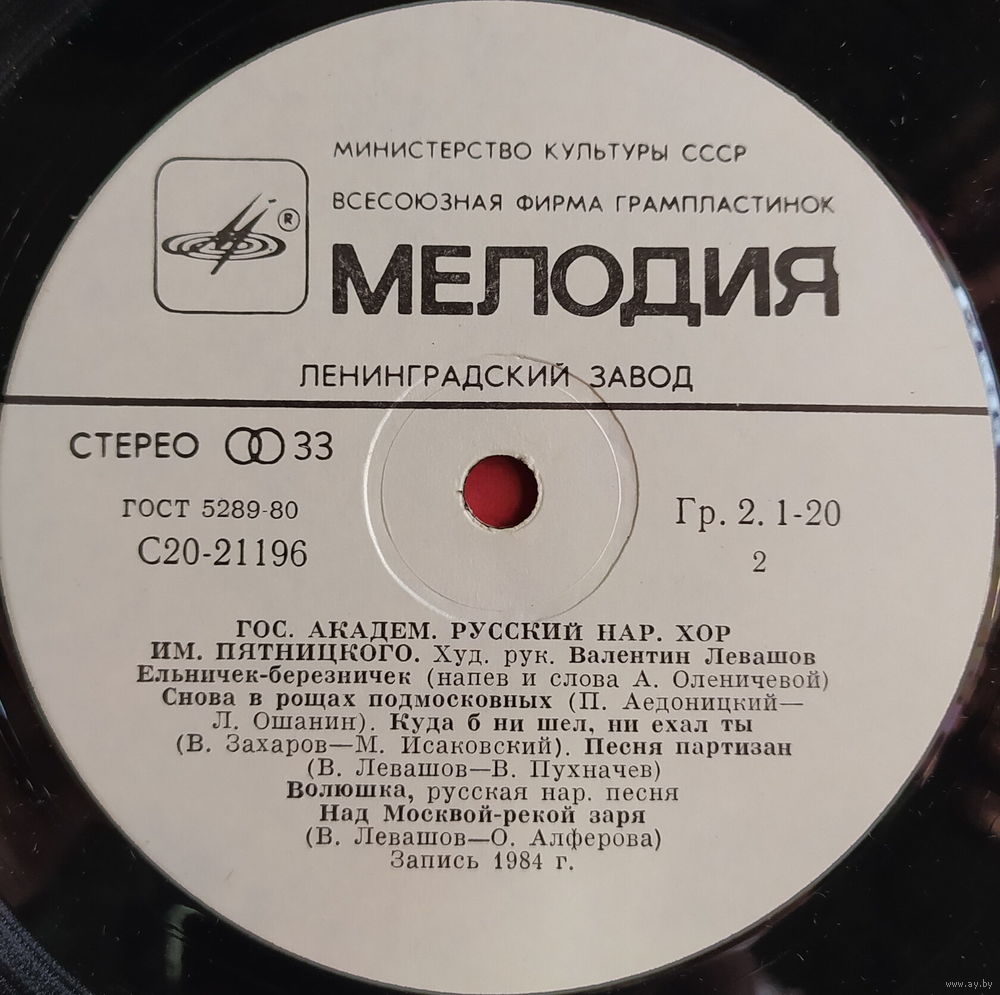 МИНИСТЕРСТВО КУЛЬТУРЫ СССР
ВСЕСОЮЗНАЯ ФИРМА ГРАМПЛАСТИНОК
®
МЕЛОДИЯ
ЛЕНИНГРАДСКИЙ ЗАВОД
СТЕРЕО 33
ГОСТ 5289-80
Гр. 2. 1-20
С20-21196
2
ГОС. АКАДЕМ. РУССКИЙ НАР. ХОР
ИМ. ПЯТНИЦКОГО. Худ. рук. Валентин Левашов
Ельничек-березничек (напев и слова А. Оленичевой)
Снова в рощах подмосковных (П. Аедоницкий—
Л. Ошанин). Куда б ни шел, ни ехал ты
(В. Захаров—М. Исаковский). Песня партизан
(В. Левашов—В. Пухначев)
Волюшка, русская нар. песня
Над Москвой-рекой заря
(В. Левашов—О. Алферова)
Запись 1984 г.
www.ay.by